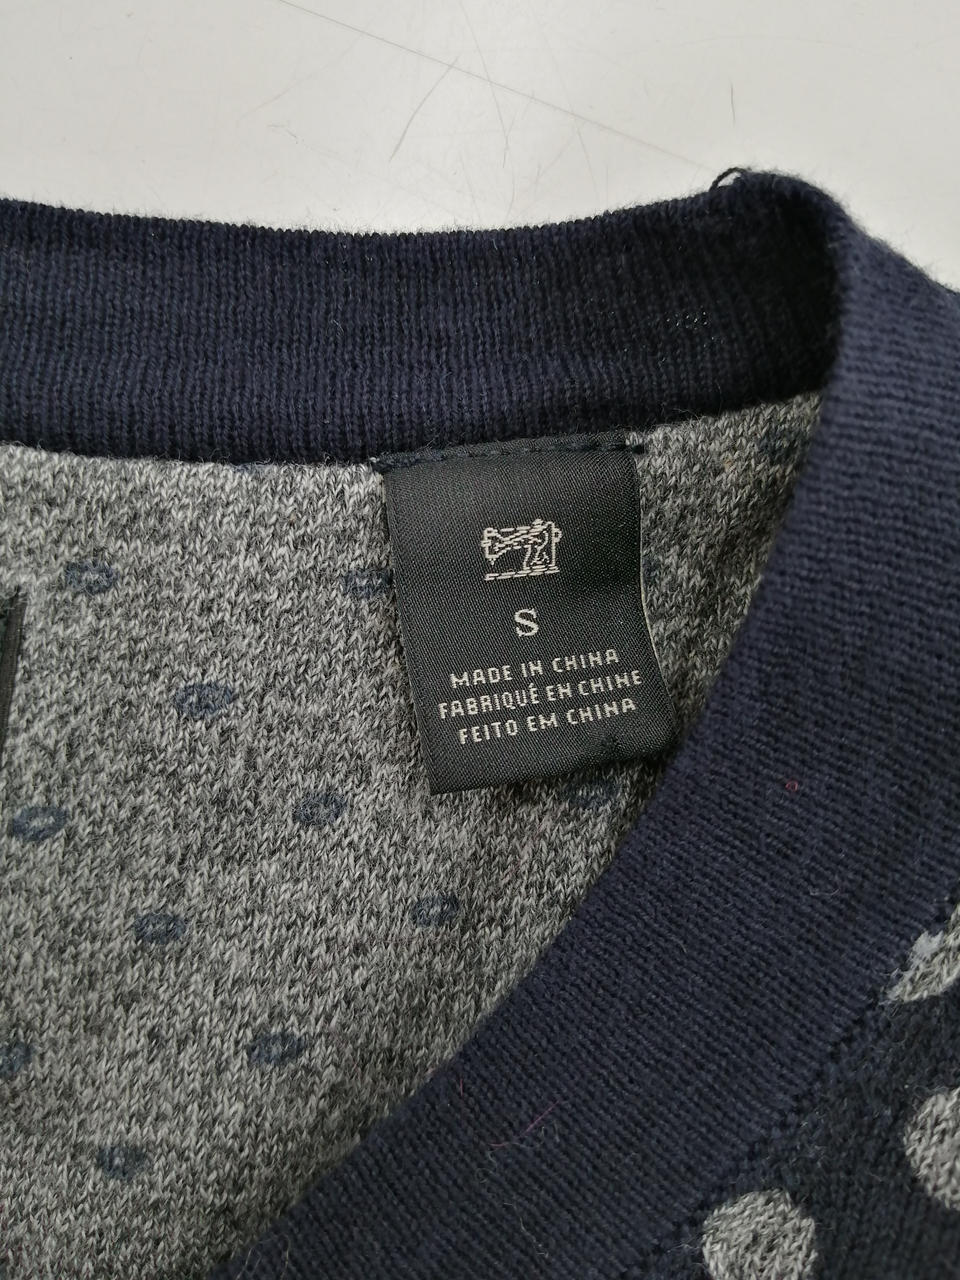 S
MADE IN CHINA
FABRIQUÉ EN CHINE
FEITO EM CHINA